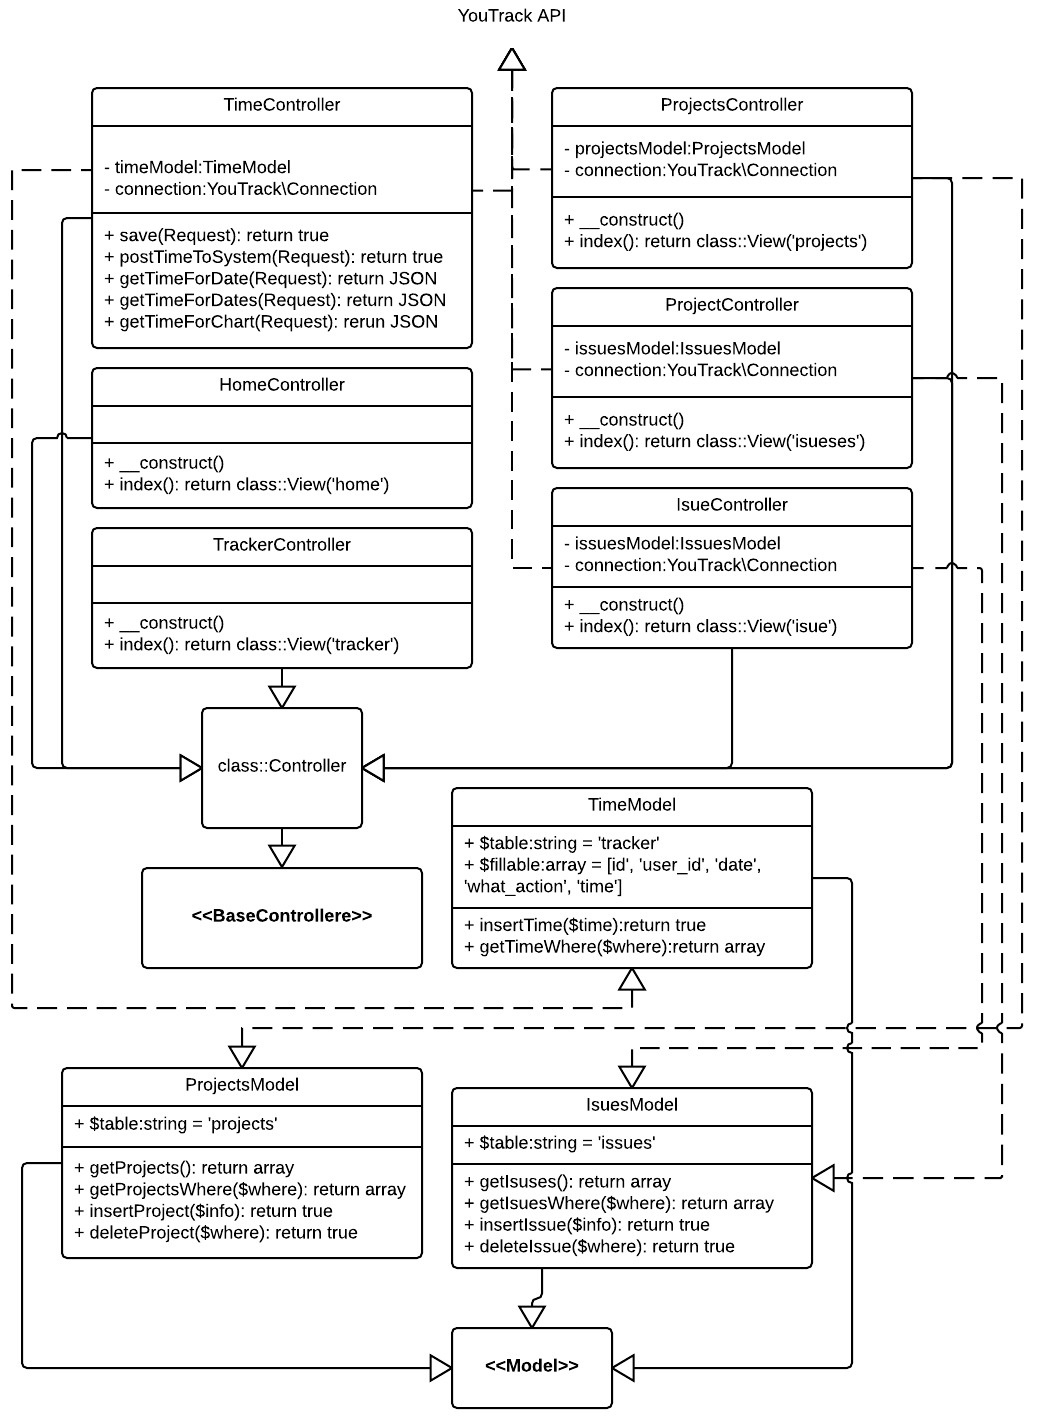 YouTrack API
TimeController
- timeModel:TimeModel
- connection:YouTrack\Connection
+ save(Request): return true
+ postTimeToSystem(Request): return true
+ getTimeForDate(Request): return JSON
+ getTimeForDates(Request): return JSON
+ getTimeForChart(Request): rerun JSON
ProjectsController
- projectsModel:ProjectsModel
- connection:YouTrack\Connection
+ __construct()
+ index(): return class::View('projects')
HomeController
+ __construct()
+ index(): return class::View('home')
ProjectController
- issuesModel:IssuesModel
- connection:YouTrack\Connection
+ __construct()
+ index(): return class::View('isueses')
TrackerController
+ __construct()
+ index(): return class::View('tracker')
IsueController
- issuesModel:IssuesModel
- connection:YouTrack\Connection
+ __construct()
+ index(): return class::View('isue')
class::Controller
<<BaseControllere>>
TimeModel
+ $table:string = 'tracker'
+ $fillable:array = [id', 'user_id', 'date',
'what_action', 'time']
+ insertTime($time):return true
+ getTimeWhere($where):return array
ProjectsModel
+ $table:string = 'projects'
+ getProjects(): return array
+ getProjectsWhere($where): return array
+ insertProject($info): return true
+ deleteProject($where): return true
IsuesModel
+ $table:string = 'issues'
+ getIsuses(): return array
+ getIsuesWhere($where): return array
+ insertIssue($info): return true
+ deleteIssue($where): return true
<<Model>>